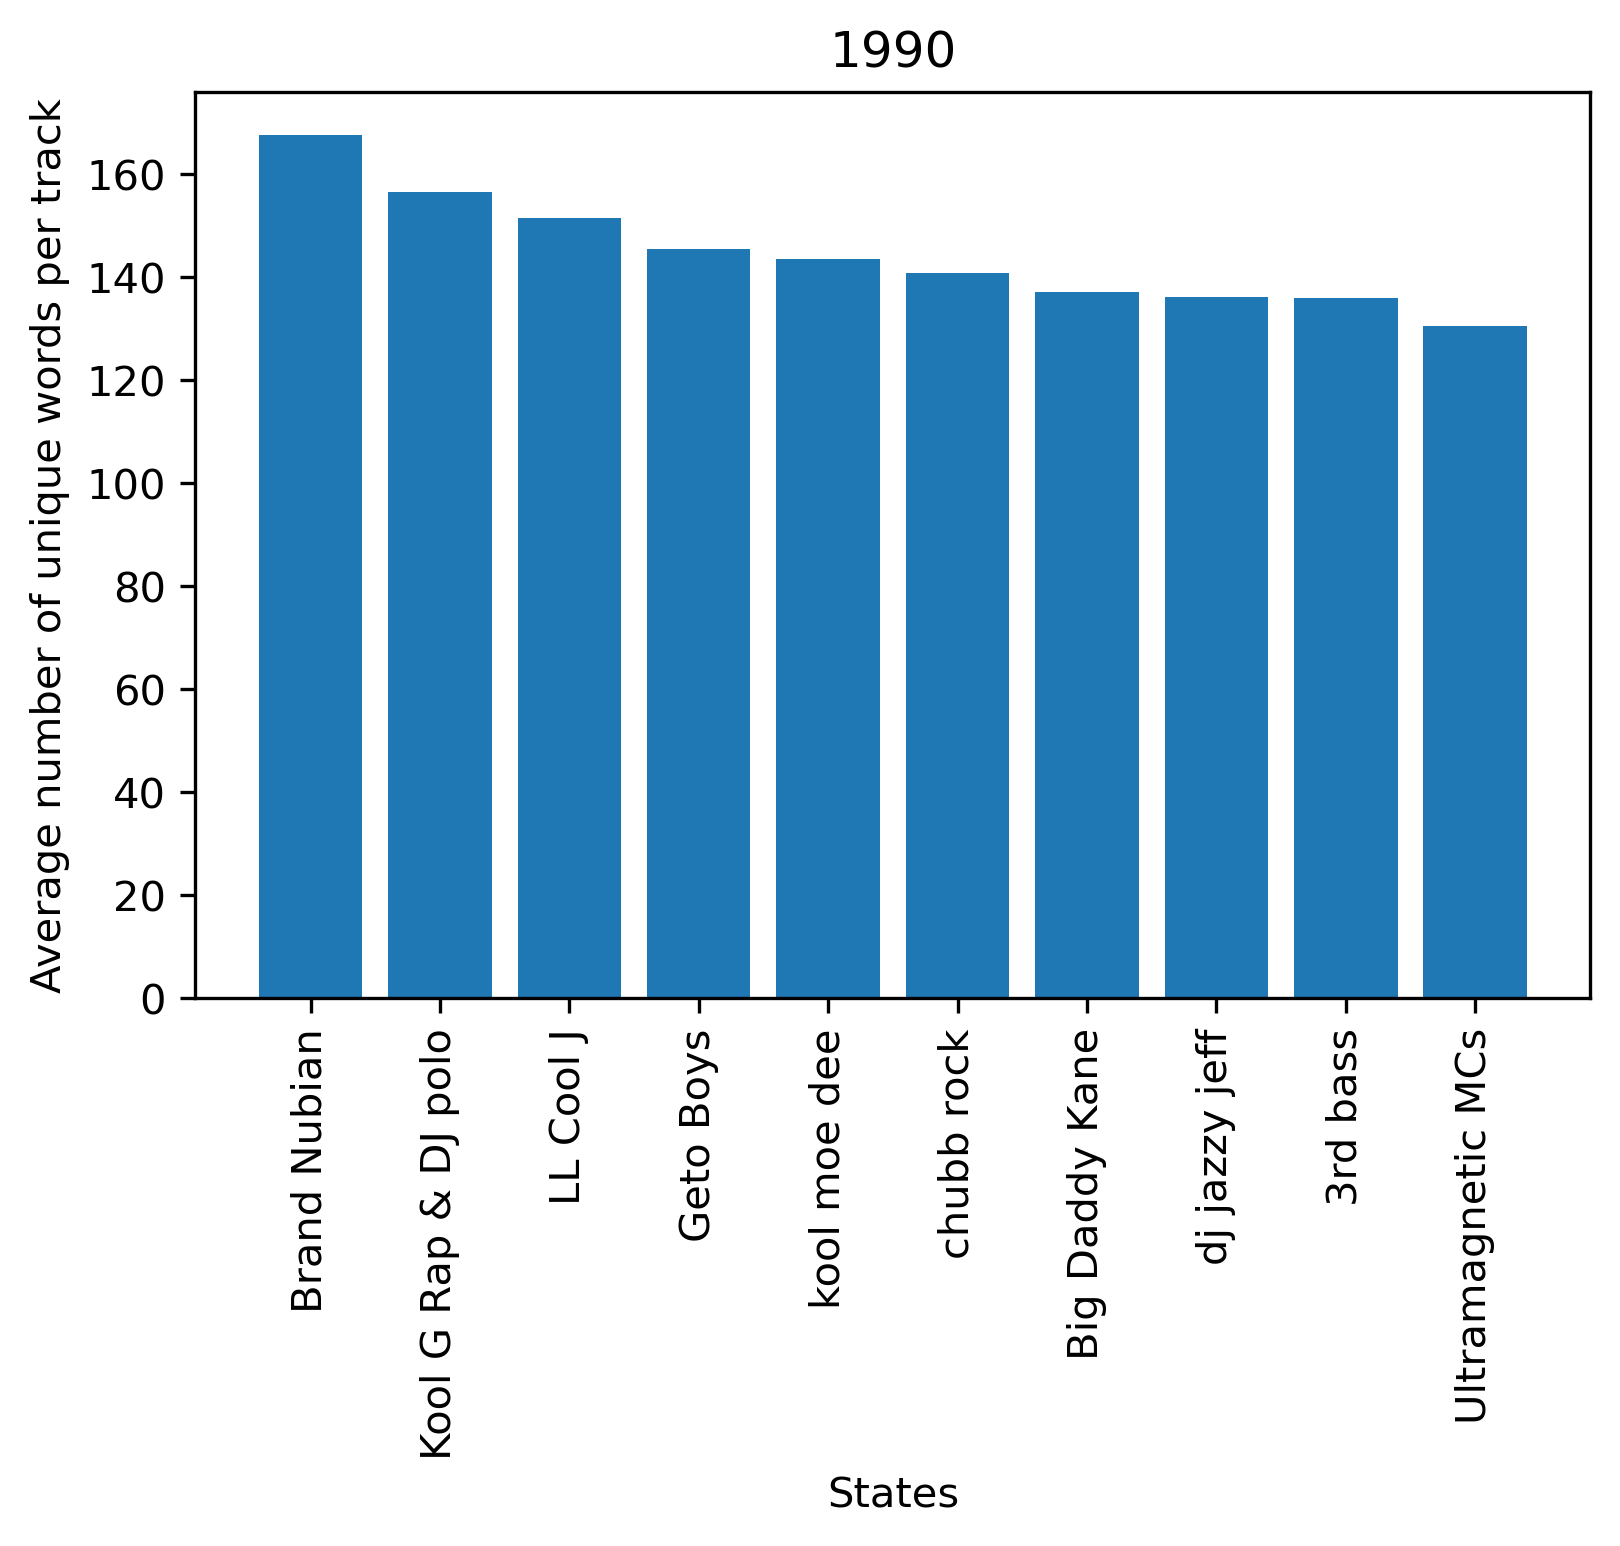 1990
Average number of unique words per track
160
140
120
100
80
60
40
20
0
Brand Nubian
Kool G Rap & DJ polo
LL Cool J
Geto Boys
kool moe dee
chubb rock
Big Daddy Kane
dj jazzy jeff
3rd bass
Ultramagnetic MCs
States